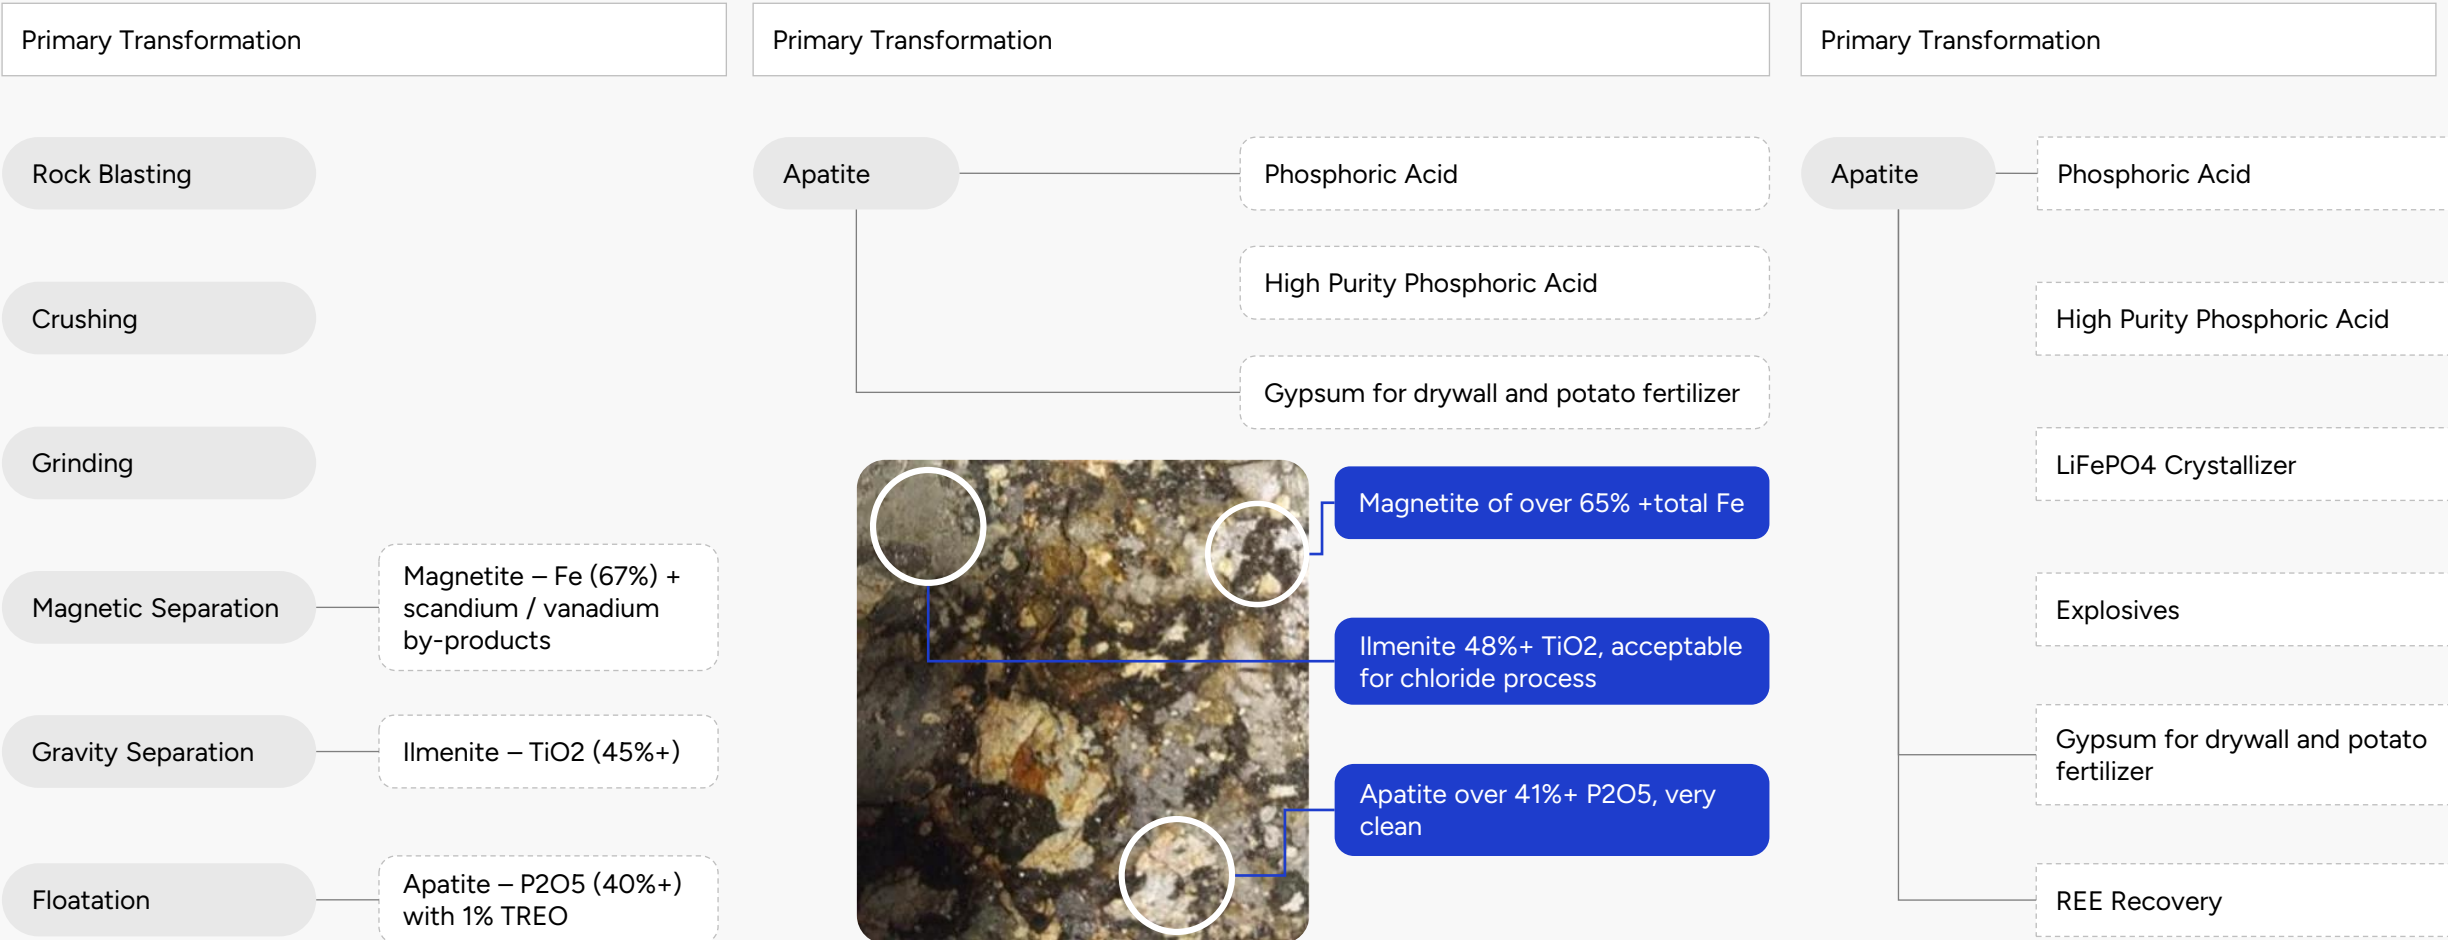 Primary Transformation
Rock Blasting
Crushing
Grinding
Magnetic Separation
Magnetite – Fe (67%) +
scandium / vanadium
by-products
Gravity Separation
Ilmenite – TiO2 (45%+)
Floatation
Apatite – P2O5 (40%+)
with 1% TREO
Primary Transformation
Apatite
Phosphoric Acid
High Purity Phosphoric Acid
Gypsum for drywall and potato fertilizer
Magnetite of over 65% +total Fe
Ilmenite 48%+ TiO2, acceptable
for chloride process
Apatite over 41%+ P2O5, very
clean
Primary Transformation
Apatite
Phosphoric Acid
High Purity Phosphoric Acid
LiFePO4 Crystallizer
Explosives
Gypsum for drywall and potato
fertilizer
REE Recovery